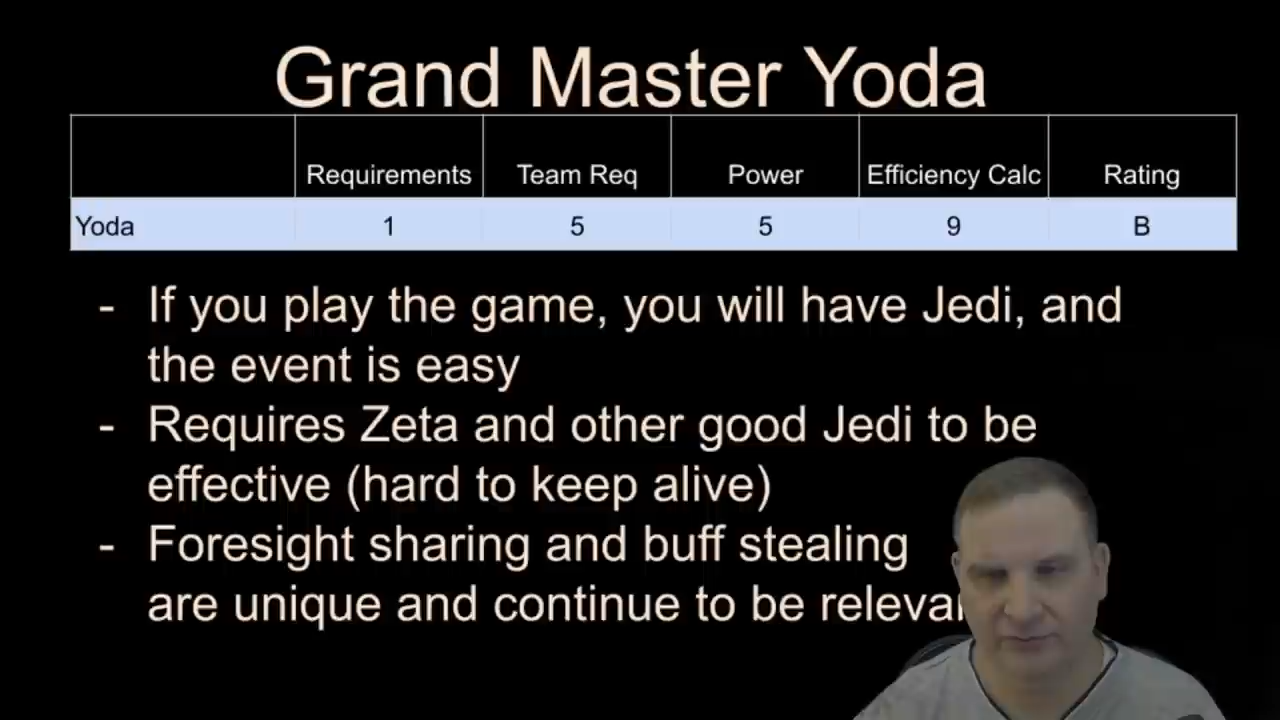 Grand Master Yoda
Requirements Team Req Power Efficiency Calc Rating
Yoda 1 5 5 9 B
- If you play the game, you will have Jedi, and
the event is easy
- Requires Zeta and other good Jedi to be
effective (hard to keep alive)
- Foresight sharing and buff stealing
are unique and continue to be